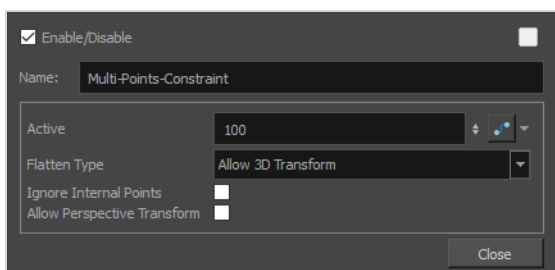 Enable/Disable
Name: Multi-Points-Constraint
Active 100
Flatten Type Allow 3D Transform
Ignore Internal Points
Allow Perspective Transform
Close